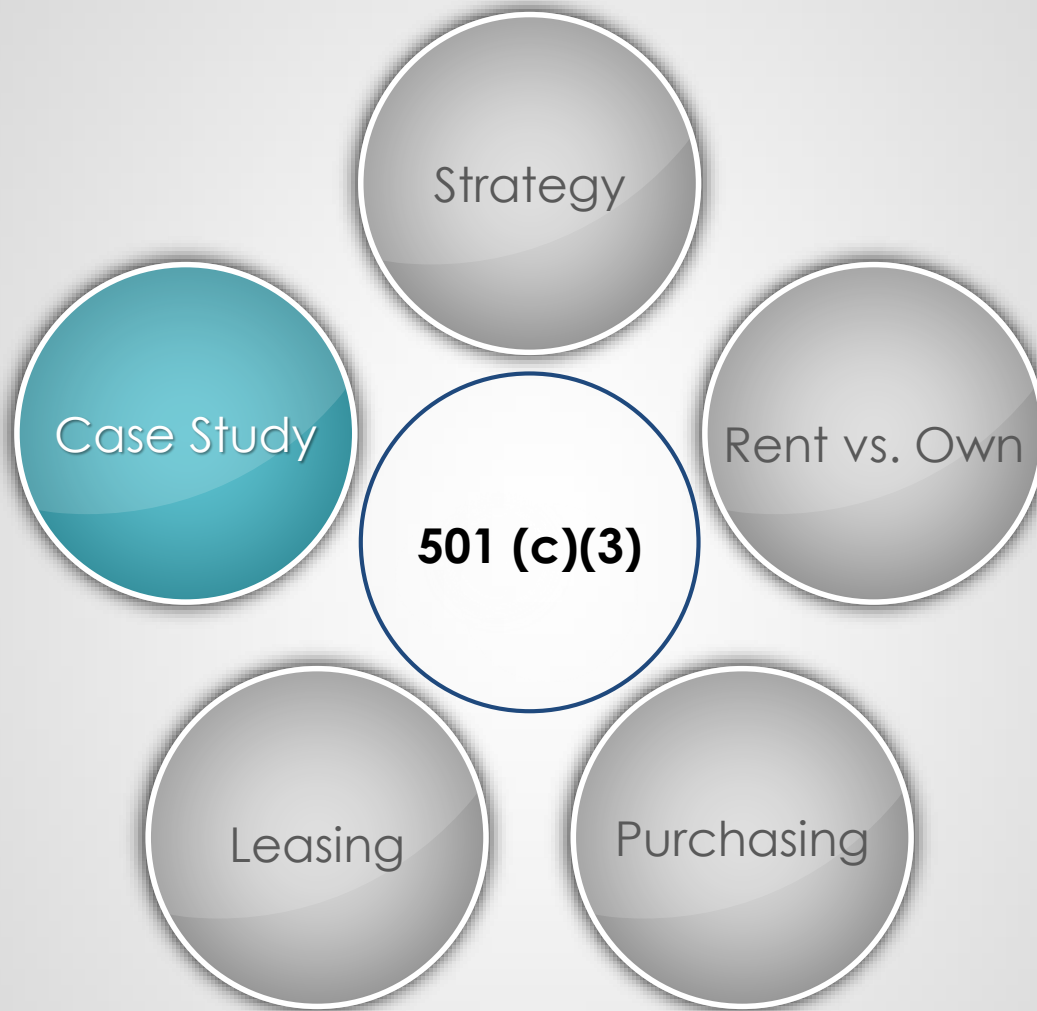 Strategy
Case Study
Rent vs. Own
501 (c)(3)
Leasing
Purchasing